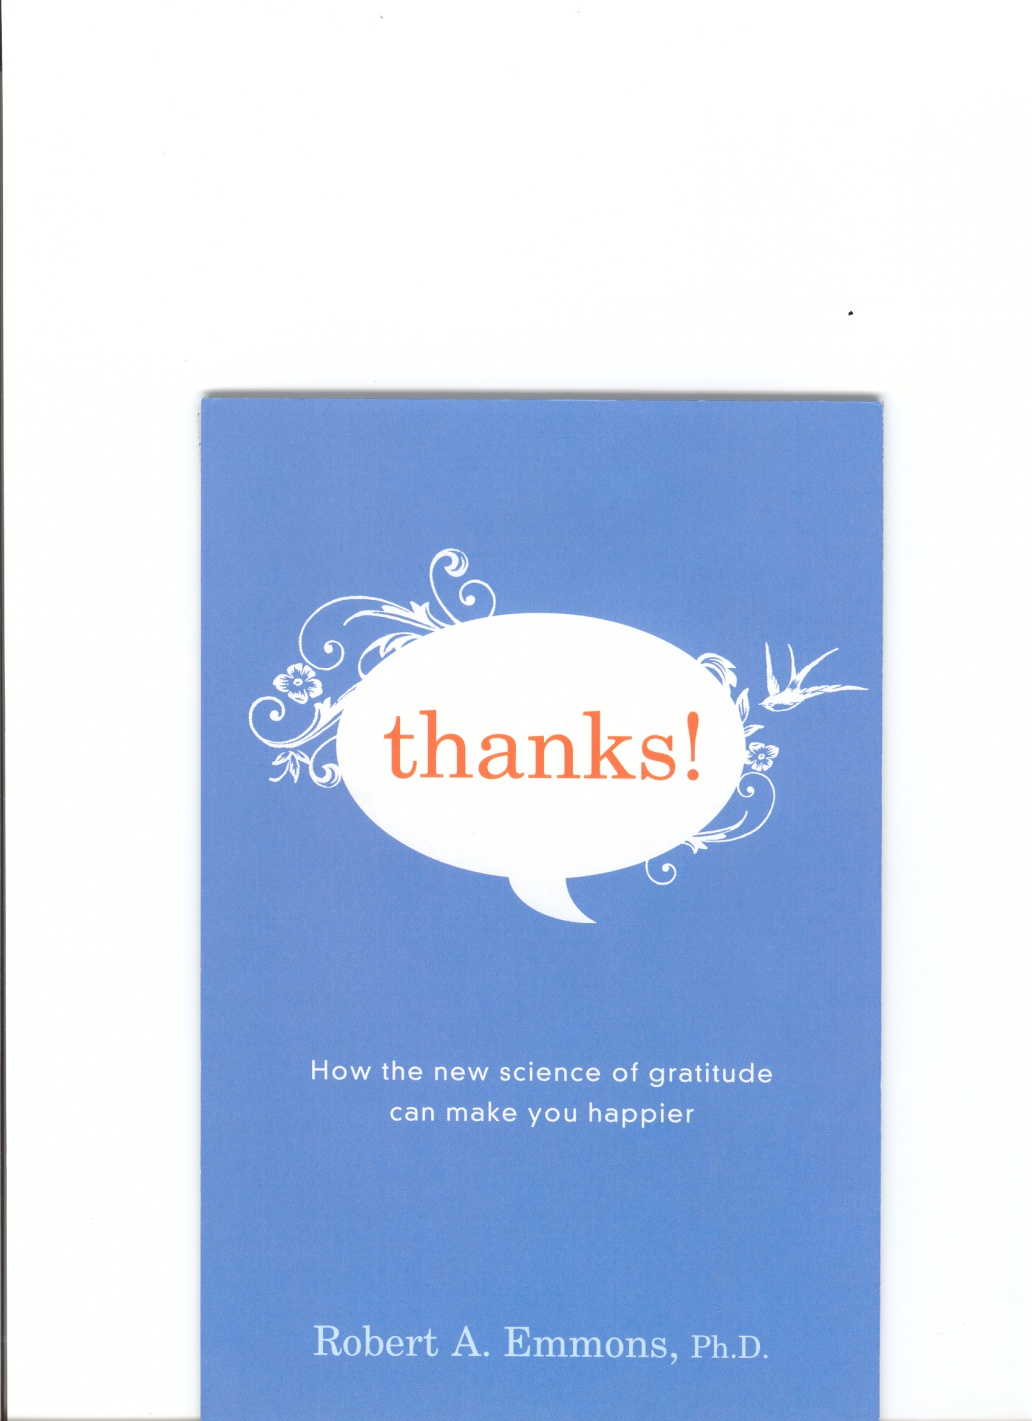 thanks!
How the new science of gratitude
can make you happier
Robert A. Emmons, Ph.D.